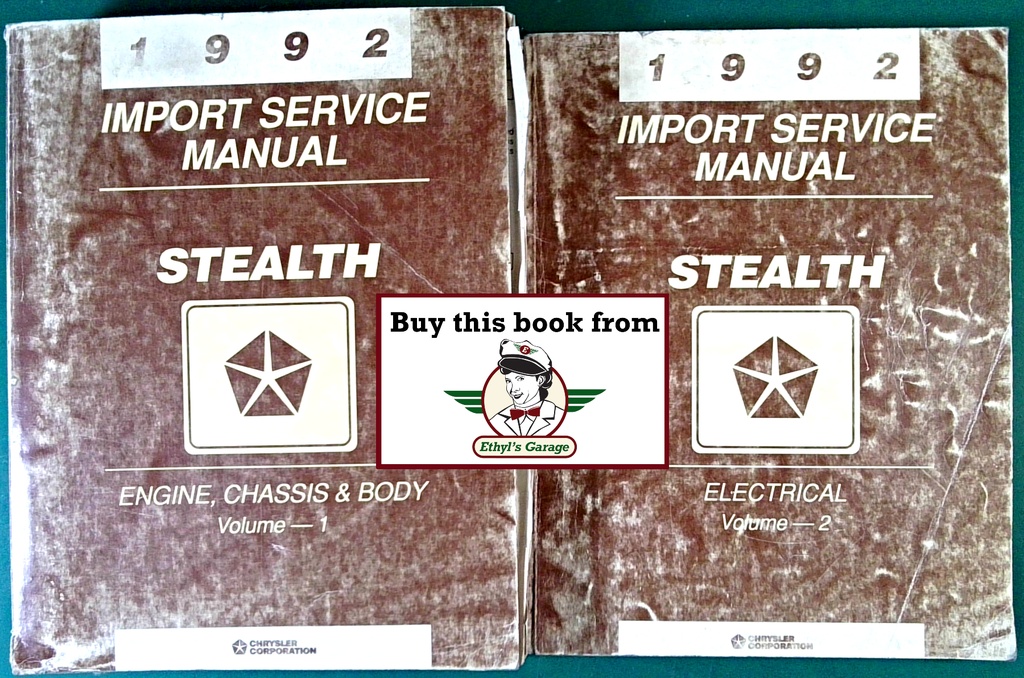 1 9 9 2
IMPORT SERVICE
MANUAL
STEALTH
ENGINE, CHASSIS & BODY
Volume — 1
CHRYSLER
CORPORATION
1 9 9 2
IMPORT SERVICE
MANUAL
STEALTH
ELECTRICAL
Volume — 2
CHRYSLER
CORPORATION
Buy this book from
E
Ethyl's Garage